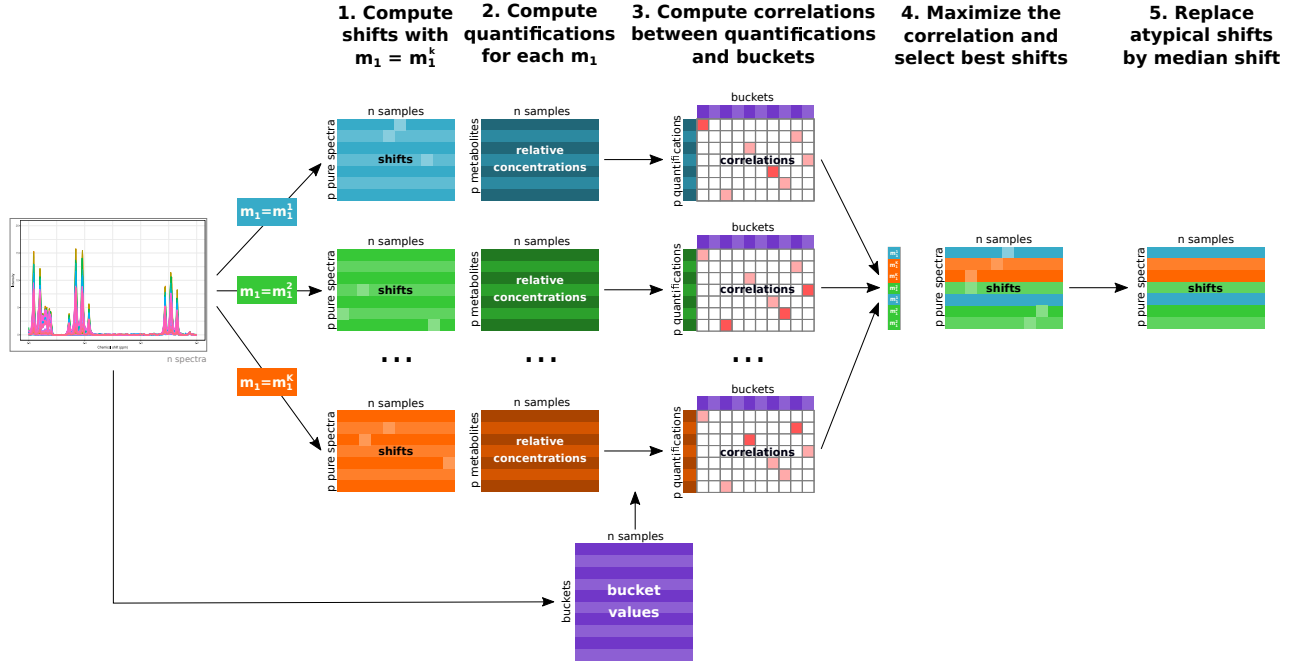 1. Compute
shifts with
m₁ = m₁ᵏ
2. Compute
quantifications
for each m₁
3. Compute correlations
between quantifications
and buckets
4. Maximize the
correlation and
select best shifts
5. Replace
atypical shifts
by median shift
n samples
p pure spectra
shifts
n samples
p metabolites
relative
concentrations
buckets
p quantifications
correlations
m₁=m₁¹
n samples
p pure spectra
shifts
n samples
p metabolites
relative
concentrations
buckets
p quantifications
correlations
m₁=m₁²
n samples
p pure spectra
shifts
n samples
p pure spectra
shifts
Chemical shift (ppm)
n spectra
...
...
...
m₁=m₁ᴷ
n samples
p pure spectra
shifts
n samples
p metabolites
relative
concentrations
buckets
p quantifications
correlations
n samples
buckets
bucket
values